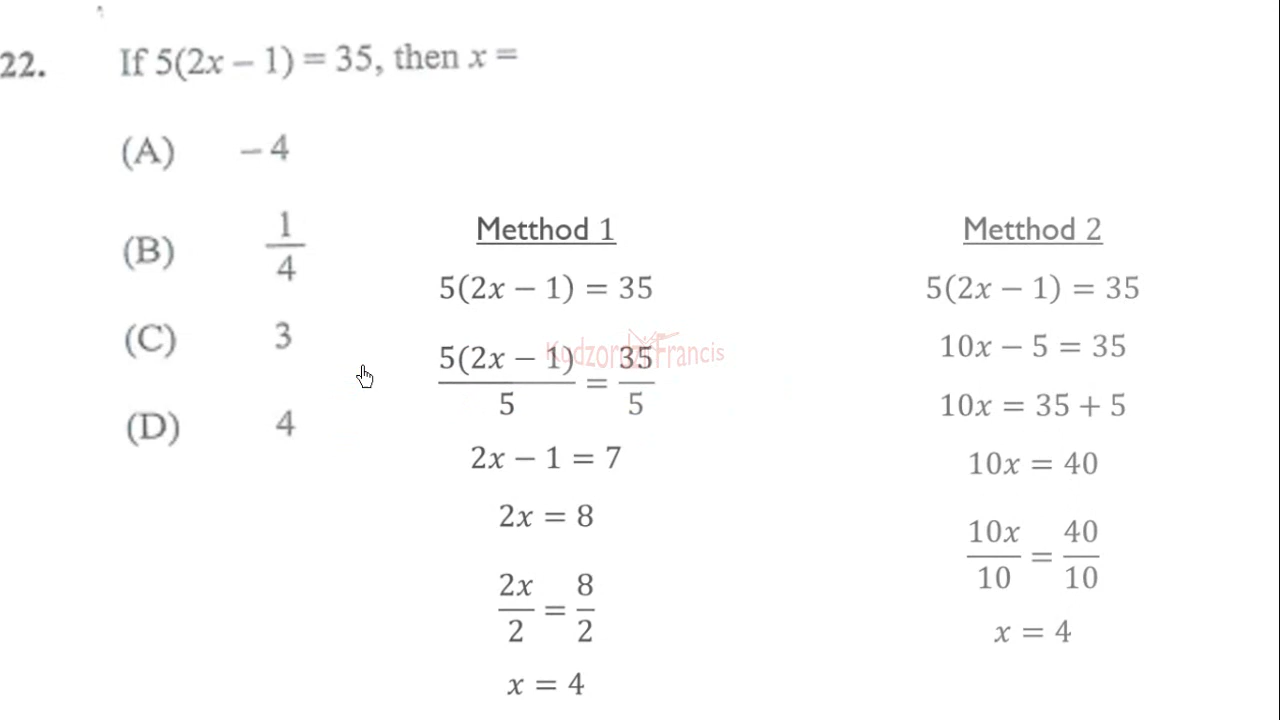 22. If 5(2x – 1) = 35, then x =
(A) – 4
(B) 1/4
(C) 3
(D) 4
Metthod 1
5(2x − 1) = 35
5(2x − 1)/5 = 35/5
2x − 1 = 7
2x = 8
2x/2 = 8/2
x = 4
Metthod 2
5(2x − 1) = 35
10x − 5 = 35
10x = 35 + 5
10x = 40
10x/10 = 40/10
x = 4
Kudzordzi Francis